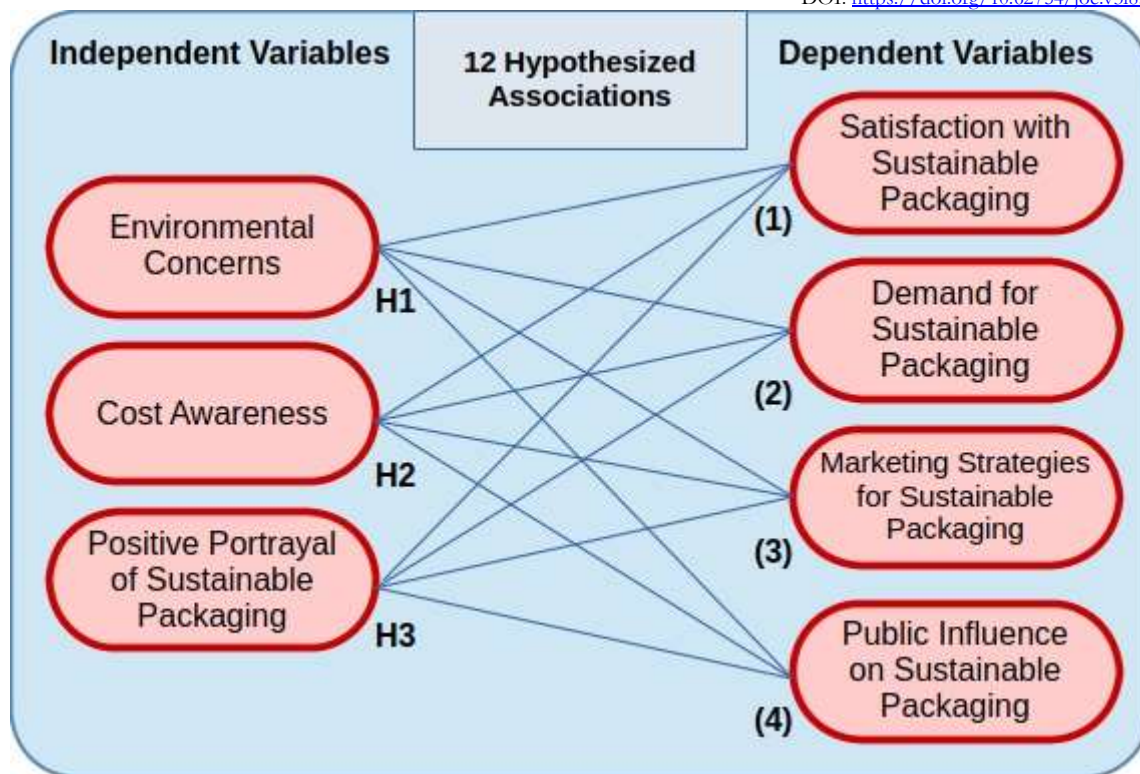 Independent Variables
12 Hypothesized
Associations
Dependent Variables
Environmental
Concerns
H1
Cost Awareness
H2
Positive Portrayal
of Sustainable
Packaging
H3
Satisfaction with
Sustainable
Packaging
(1)
Demand for
Sustainable
Packaging
(2)
Marketing Strategies
for Sustainable
Packaging
(3)
Public Influence
on Sustainable
Packaging
(4)